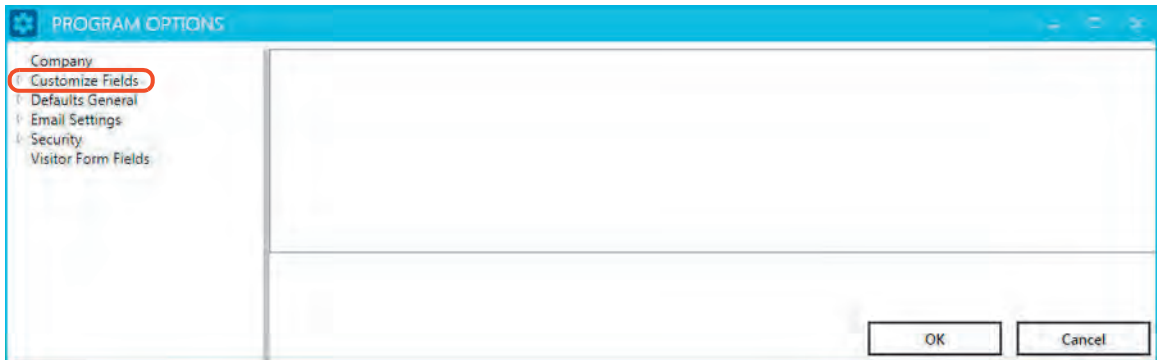 PROGRAM OPTIONS
Company
Customize Fields
Defaults General
Email Settings
Security
Visitor Form Fields
OK
Cancel